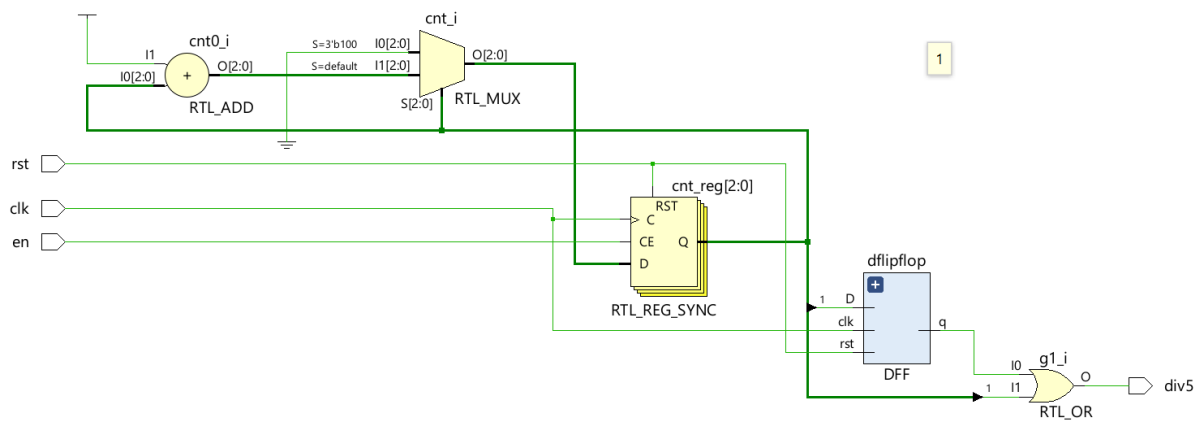 cnt_i
cnt0_i
S=3'b100
I0[2:0]
O[2:0]
I1
I0[2:0]
+
O[2:0]
S=default
I1[2:0]
S[2:0]
RTL_MUX
RTL_ADD
1
rst
clk
en
cnt_reg[2:0]
RST
C
CE
Q
D
RTL_REG_SYNC
dflipflop
+
1
D
clk
q
rst
DFF
g1_i
I0
1
I1
O
div5
RTL_OR